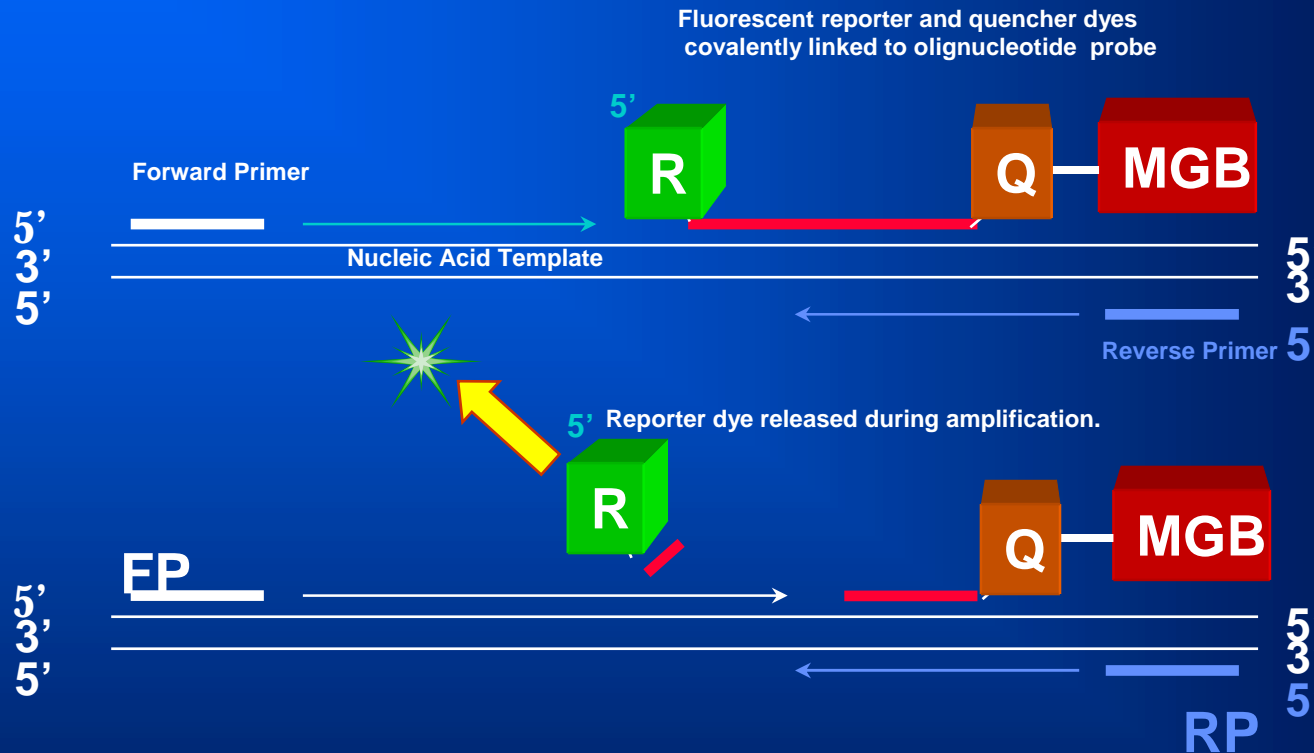 Fluorescent reporter and quencher dyes
covalently linked to olignucleotide probe
5’
R
Q
MGB
Forward Primer
5’
3’
Nucleic Acid Template
5
3
5’
Reverse Primer
5
5’
Reporter dye released during amplification.
R
Q
MGB
FP
5’
3’
5
3
5’
5
RP